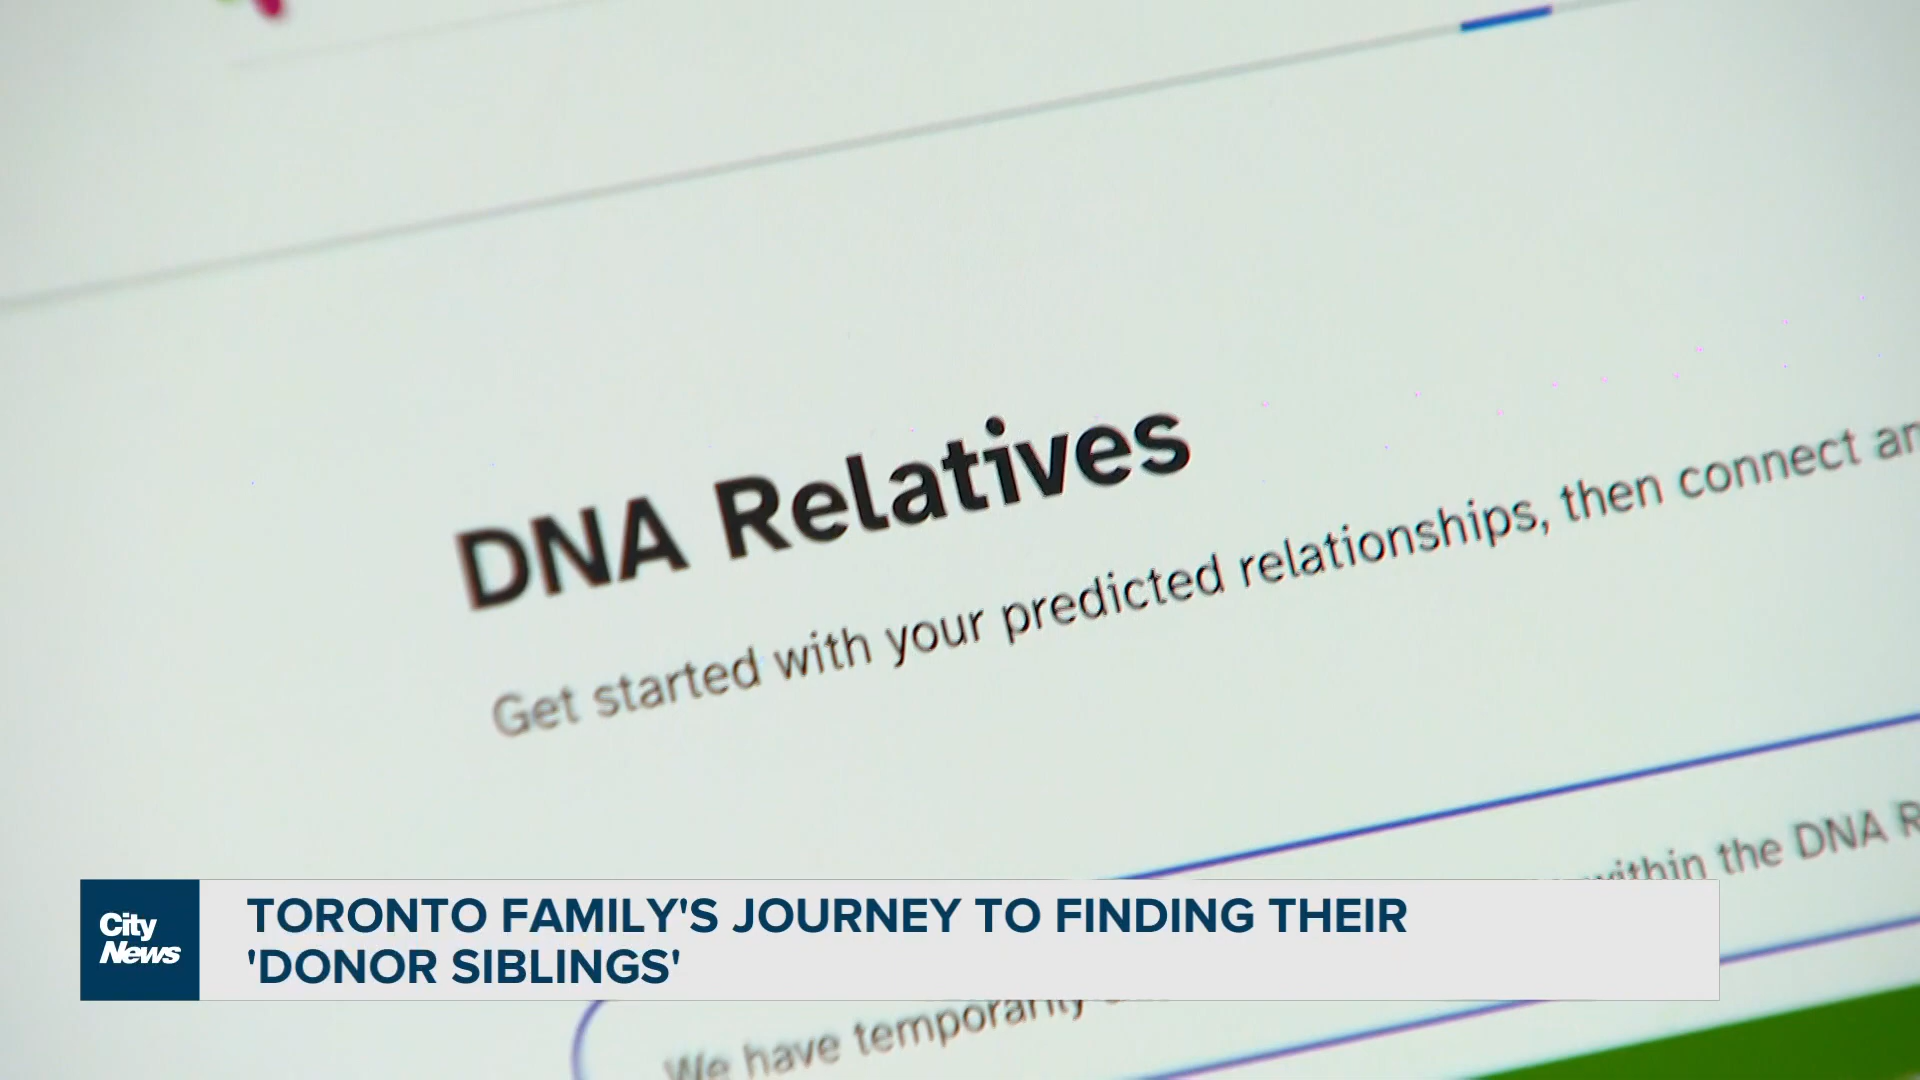 DNA Relatives
Get started with your predicted relationships, then connect
within the DNA
We have temporarily
City
News
TORONTO FAMILY'S JOURNEY TO FINDING THEIR
'DONOR SIBLINGS'